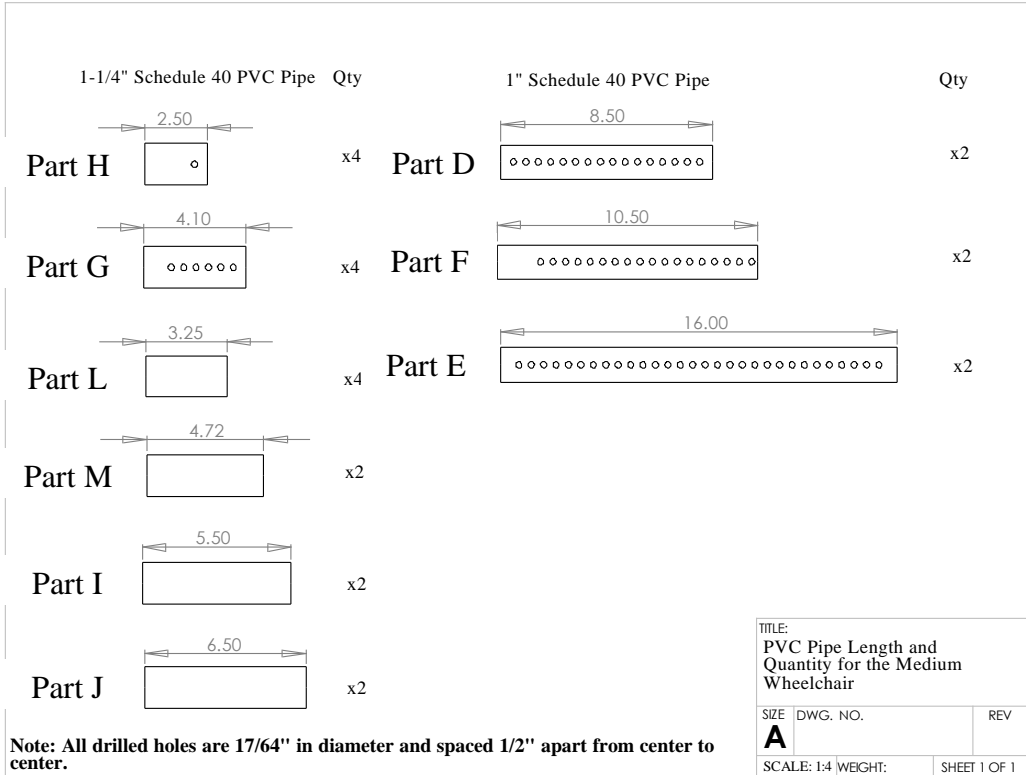 1-1/4" Schedule 40 PVC Pipe Qty
2.50
Part H x4
4.10
Part G x4
3.25
Part L x4
4.72
Part M x2
5.50
Part I x2
6.50
Part J x2
1" Schedule 40 PVC Pipe Qty
8.50
Part D x2
10.50
Part F x2
16.00
Part E x2
Note: All drilled holes are 17/64" in diameter and spaced 1/2" apart from center to
center.
TITLE:
PVC Pipe Length and
Quantity for the Medium
Wheelchair
SIZE DWG. NO. REV
A
SCALE: 1:4 WEIGHT: SHEET 1 OF 1